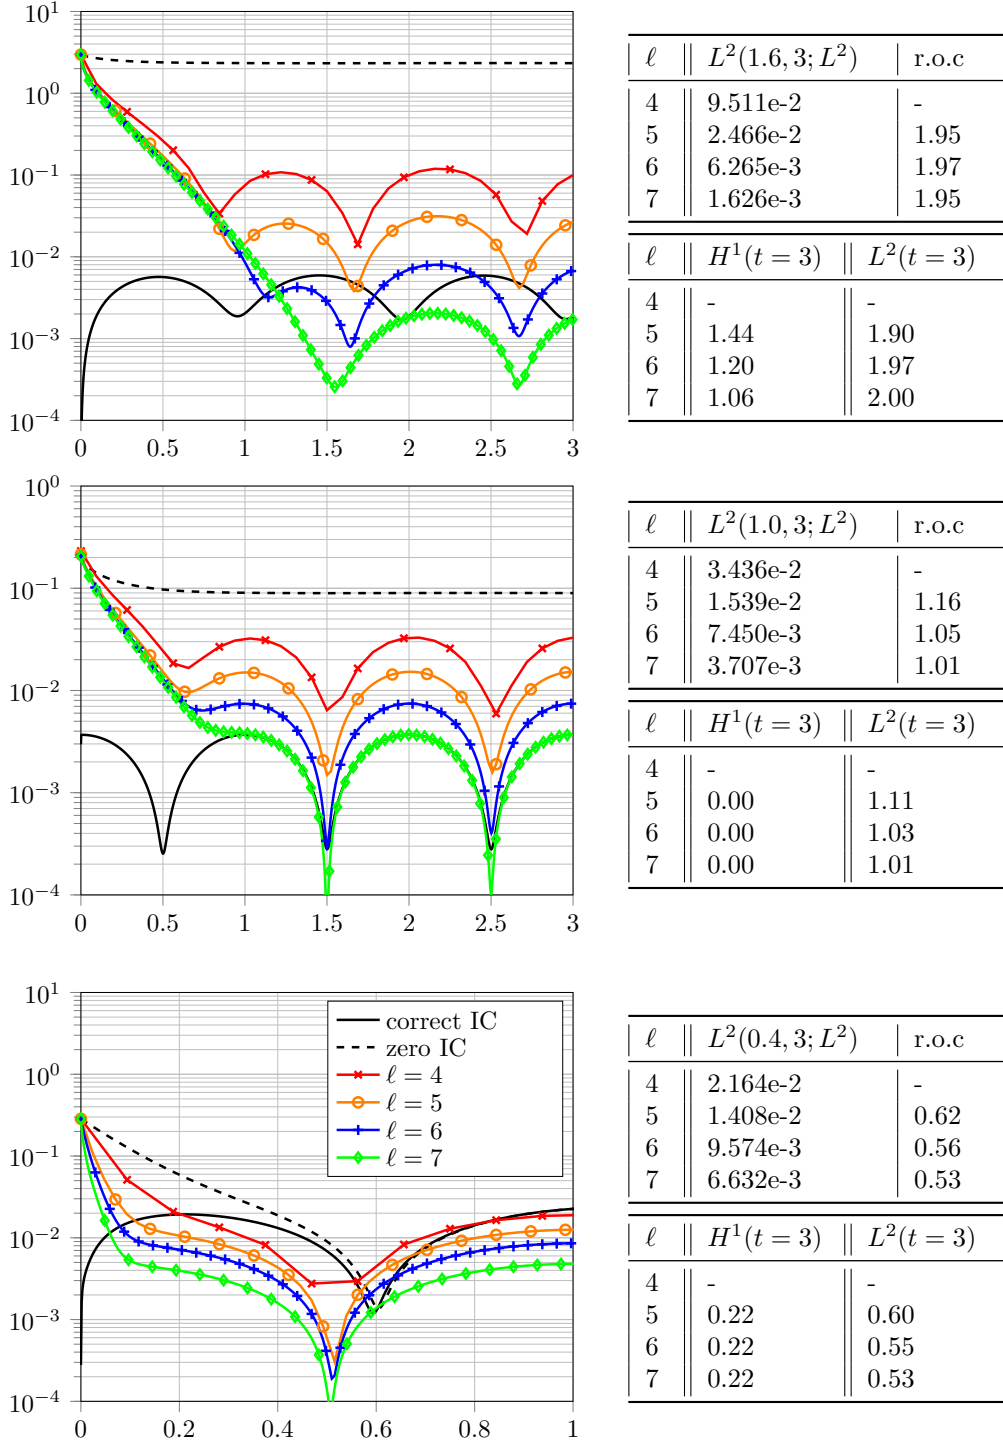 10^1
10^0
10^{-1}
10^{-2}
10^{-3}
10^{-4}
0 0.5 1 1.5 2 2.5 3
ℓ L^2(1.6, 3; L^2) r.o.c
4 9.511e-2 -
5 2.466e-2 1.95
6 6.265e-3 1.97
7 1.626e-3 1.95
ℓ H^1(t = 3) L^2(t = 3)
4 - -
5 1.44 1.90
6 1.20 1.97
7 1.06 2.00
10^0
10^{-1}
10^{-2}
10^{-3}
10^{-4}
0 0.5 1 1.5 2 2.5 3
ℓ L^2(1.0, 3; L^2) r.o.c
4 3.436e-2 -
5 1.539e-2 1.16
6 7.450e-3 1.05
7 3.707e-3 1.01
ℓ H^1(t = 3) L^2(t = 3)
4 - -
5 0.00 1.11
6 0.00 1.03
7 0.00 1.01
10^1
10^0
10^{-1}
10^{-2}
10^{-3}
10^{-4}
0 0.2 0.4 0.6 0.8 1
correct IC
zero IC
ℓ = 4
ℓ = 5
ℓ = 6
ℓ = 7
ℓ L^2(0.4, 3; L^2) r.o.c
4 2.164e-2 -
5 1.408e-2 0.62
6 9.574e-3 0.56
7 6.632e-3 0.53
ℓ H^1(t = 3) L^2(t = 3)
4 - -
5 0.22 0.60
6 0.22 0.55
7 0.22 0.53